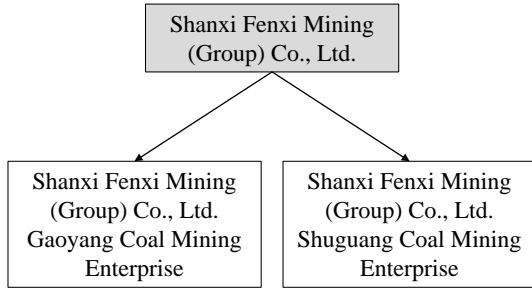 Shanxi Fenxi Mining
(Group) Co., Ltd.
Shanxi Fenxi Mining
(Group) Co., Ltd.
Gaoyang Coal Mining
Enterprise
Shanxi Fenxi Mining
(Group) Co., Ltd.
Shuguang Coal Mining
Enterprise